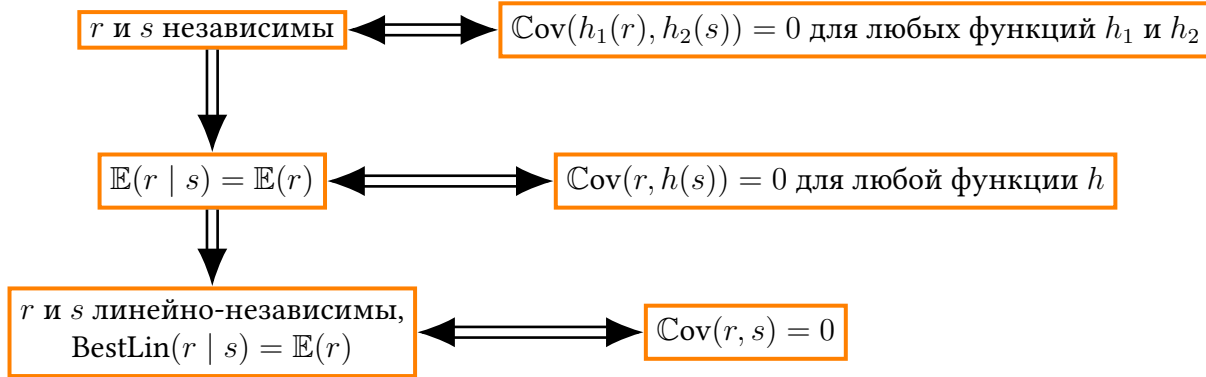 r и s независимы
ℂov(h₁(r), h₂(s)) = 0 для любых функций h₁ и h₂
𝔼(r | s) = 𝔼(r)
ℂov(r, h(s)) = 0 для любой функции h
r и s линейно-независимы,
BestLin(r | s) = 𝔼(r)
ℂov(r, s) = 0